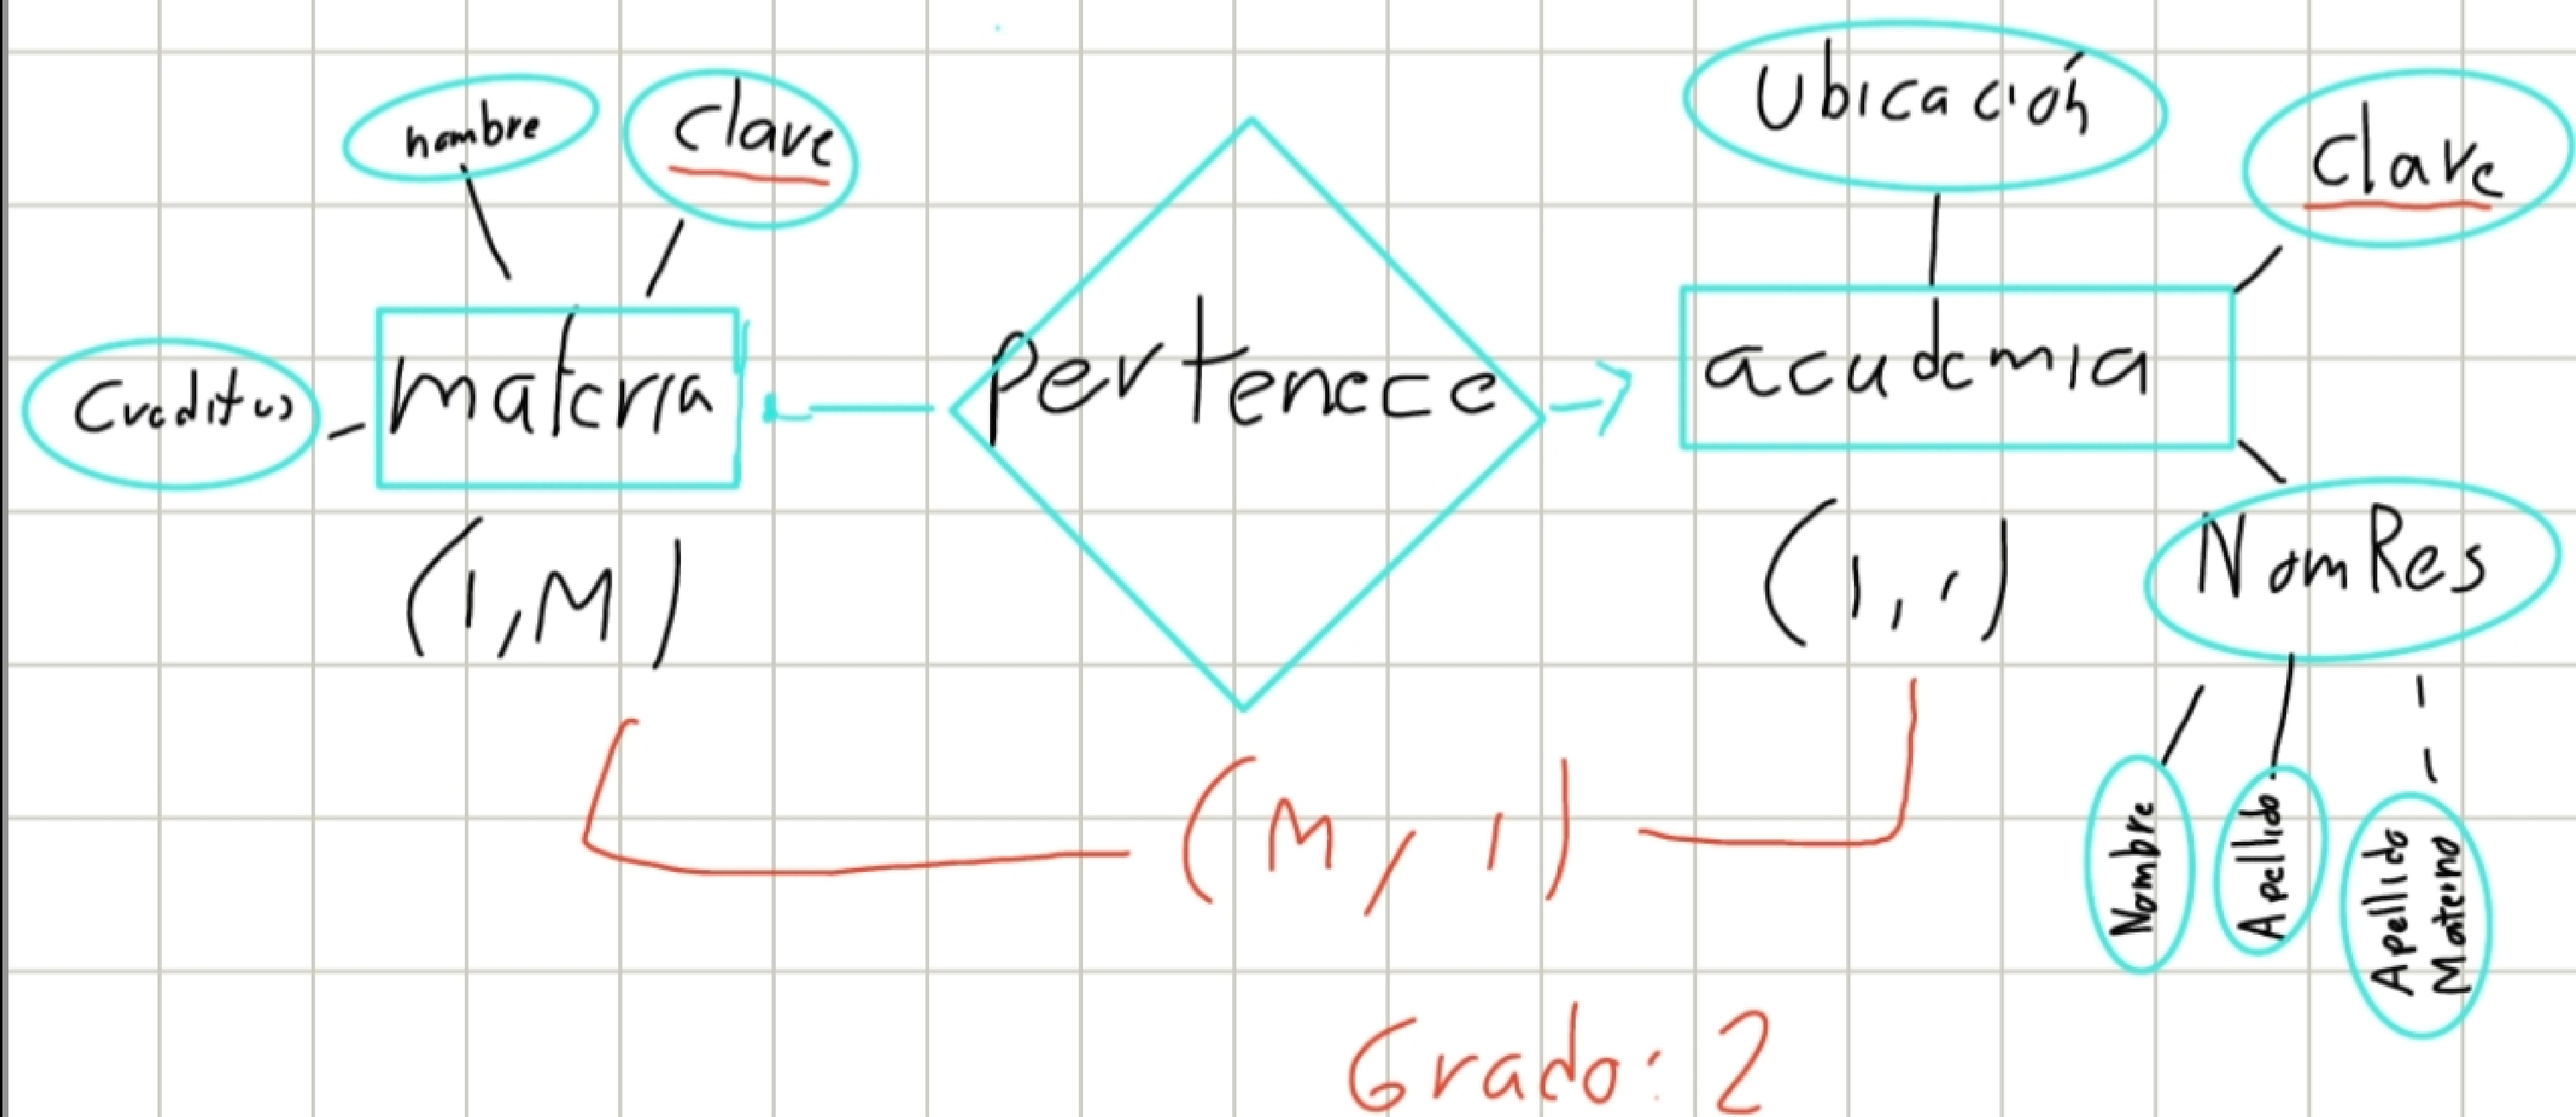 Ubicación
nombre
Clave
Clave
Creditos
materia
Pertenece
academia
(1,M)
(1,1)
NomRes
(M,1)
Nombre
Apellido
Apellido
Materno
Grado: 2